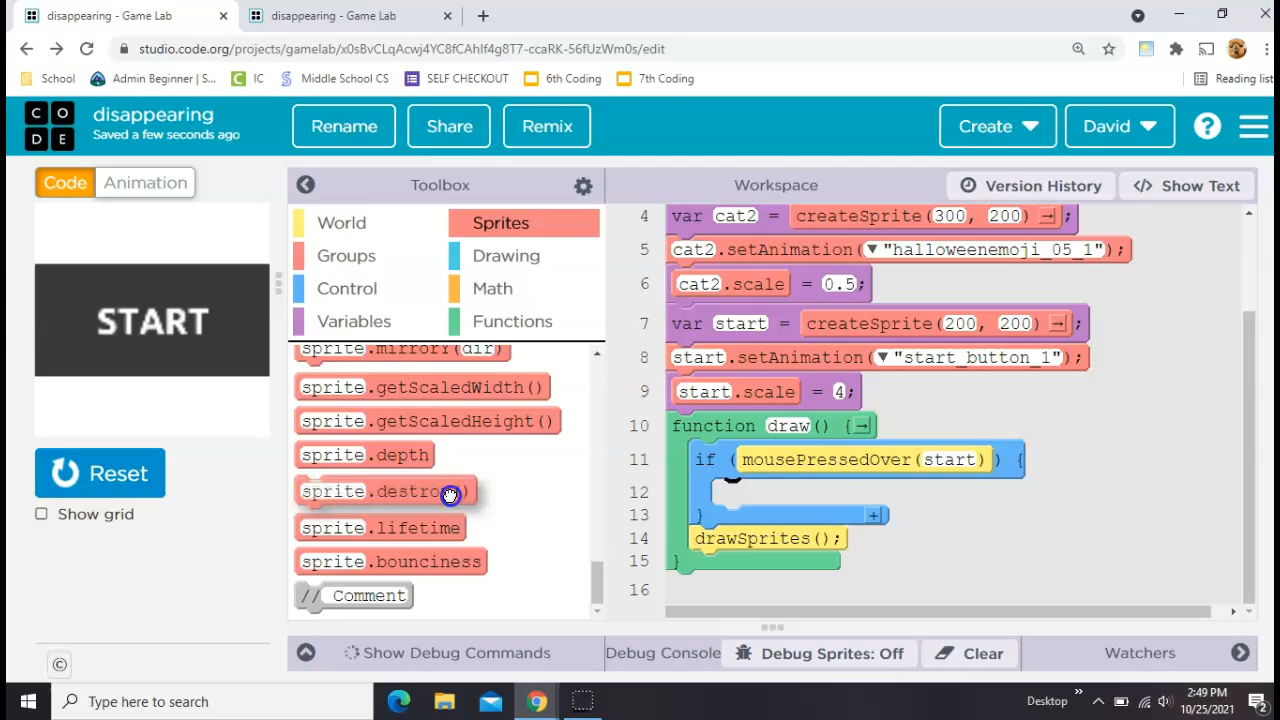 disappearing - Game Lab
disappearing - Game Lab
studio.code.org/projects/gamelab/x0sBvCLqAcwj4YC8fCAhIf4g8T7-ccaRK-56fUzWm0s/edit
School
Admin Beginner | S...
IC
Middle School CS
SELF CHECKOUT
6th Coding
7th Coding
Reading list
CO
DE
disappearing
Saved a few seconds ago
Rename
Share
Remix
Create
David
Code
Animation
Toolbox
Workspace
Version History
</> Show Text
World
Sprites
Groups
Drawing
Control
Math
Variables
Functions
START
Reset
Show grid
sprite.mirrorY(dir)
sprite.getScaledWidth()
sprite.getScaledHeight()
sprite.depth
sprite.lifetime
sprite.bounciness
// Comment
4 var cat2 = createSprite(300, 200);
5 cat2.setAnimation("halloweenemoji_05_1");
6 cat2.scale = 0.5;
7 var start = createSprite(200, 200);
8 start.setAnimation("start_button_1");
9 start.scale = 4;
10 function draw() {
11 if (mousePressedOver(start)) {
12
13 }
14 drawSprites();
15 }
16
Show Debug Commands
Debug Console
Debug Sprites: Off
Clear
Watchers
Type here to search
Desktop
2:49 PM
10/25/2021
2